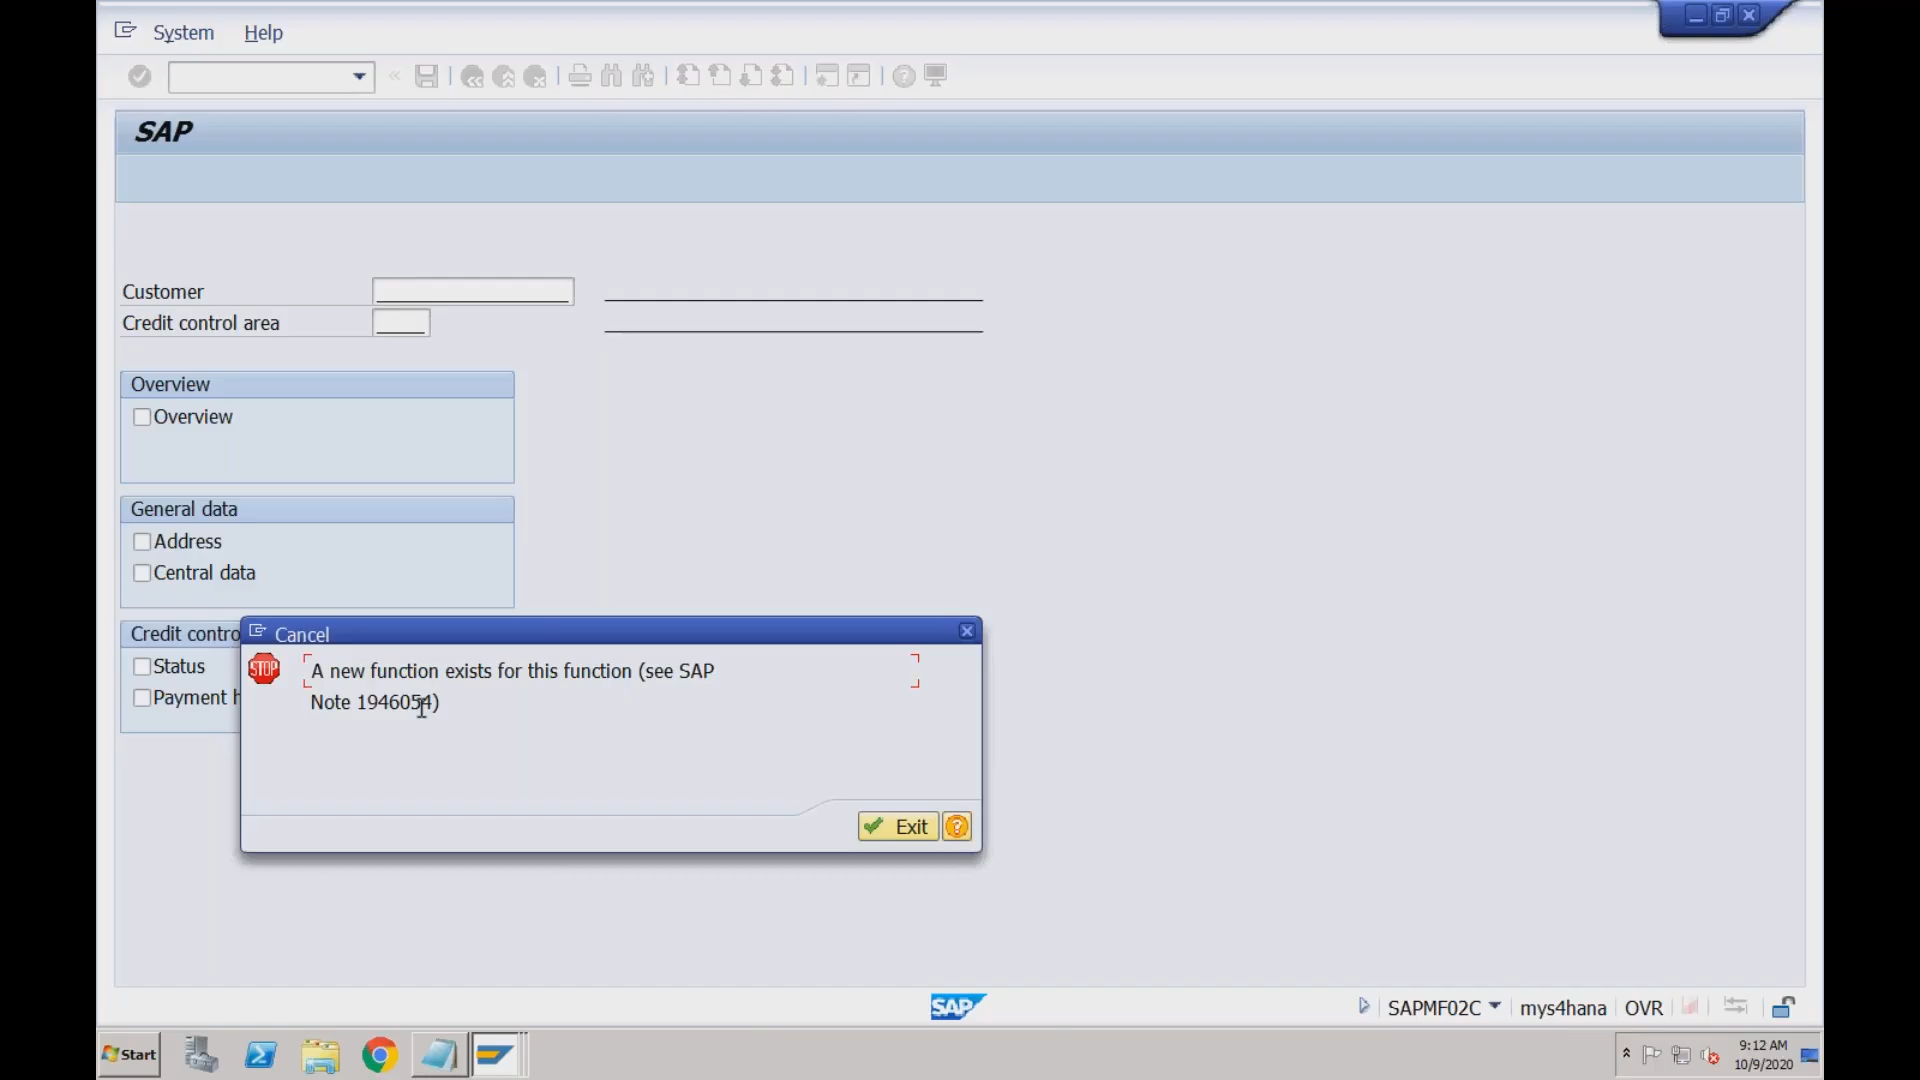 System Help
SAP
Customer
Credit control area
Overview
Overview
General data
Address
Central data
Credit contro
Status
Payment h
Cancel
STOP
A new function exists for this function (see SAP
Note 1946054)
Exit
SAP
SAPMF02C mys4hana OVR
Start
9:12 AM
10/9/2020